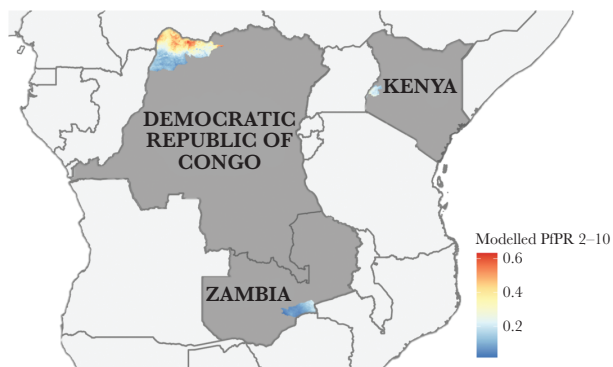 KENYA
DEMOCRATIC
REPUBLIC OF
CONGO
ZAMBIA
Modelled PfPR 2–10
0.6
0.4
0.2